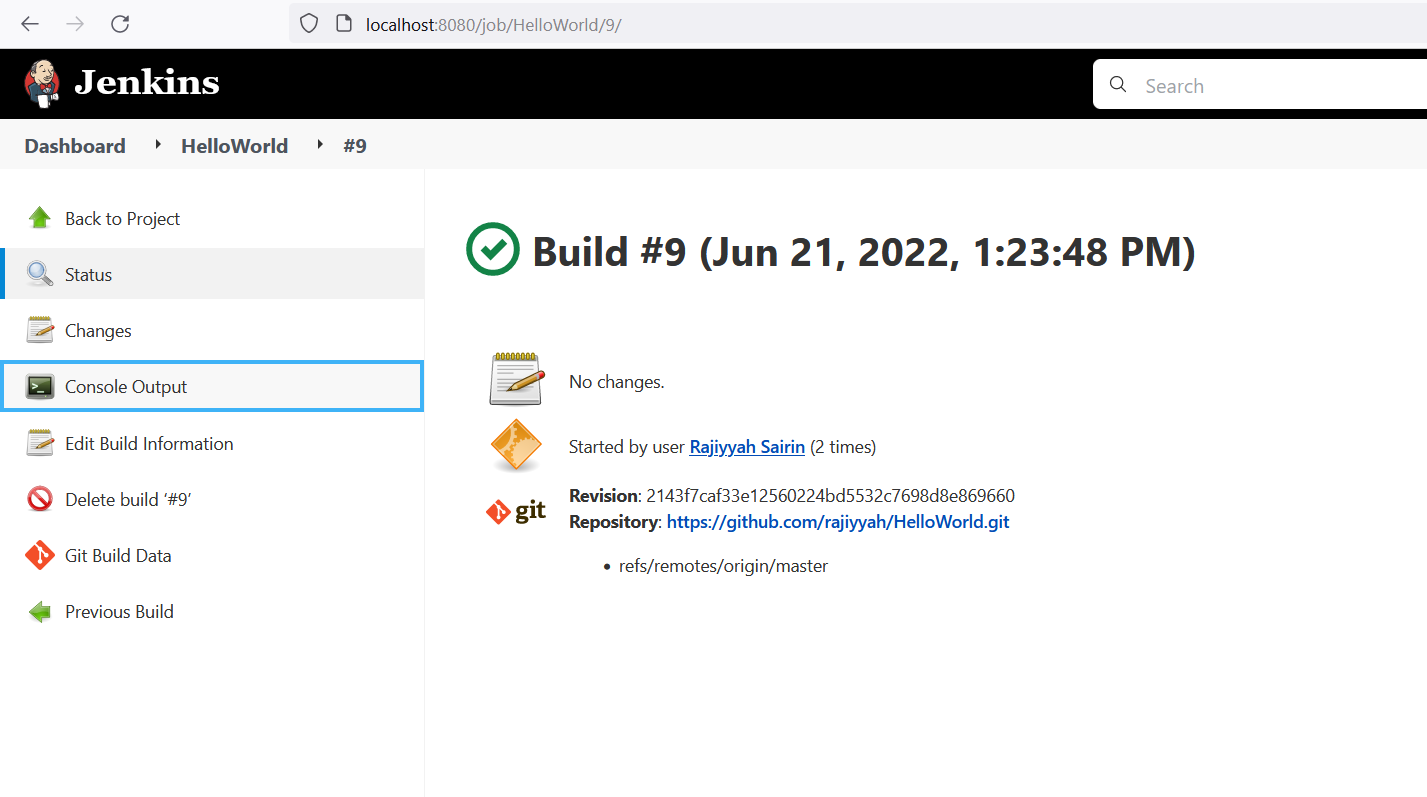 localhost:8080/job/HelloWorld/9/
Jenkins
Search
Dashboard HelloWorld #9
Back to Project
Status
Changes
Console Output
Edit Build Information
Delete build ‘#9’
Git Build Data
Previous Build
Build #9 (Jun 21, 2022, 1:23:48 PM)
No changes.
Started by user Rajiyyah Sairin (2 times)
git
Revision: 2143f7caf33e12560224bd5532c7698d8e869660
Repository: https://github.com/rajiyyah/HelloWorld.git
• refs/remotes/origin/master